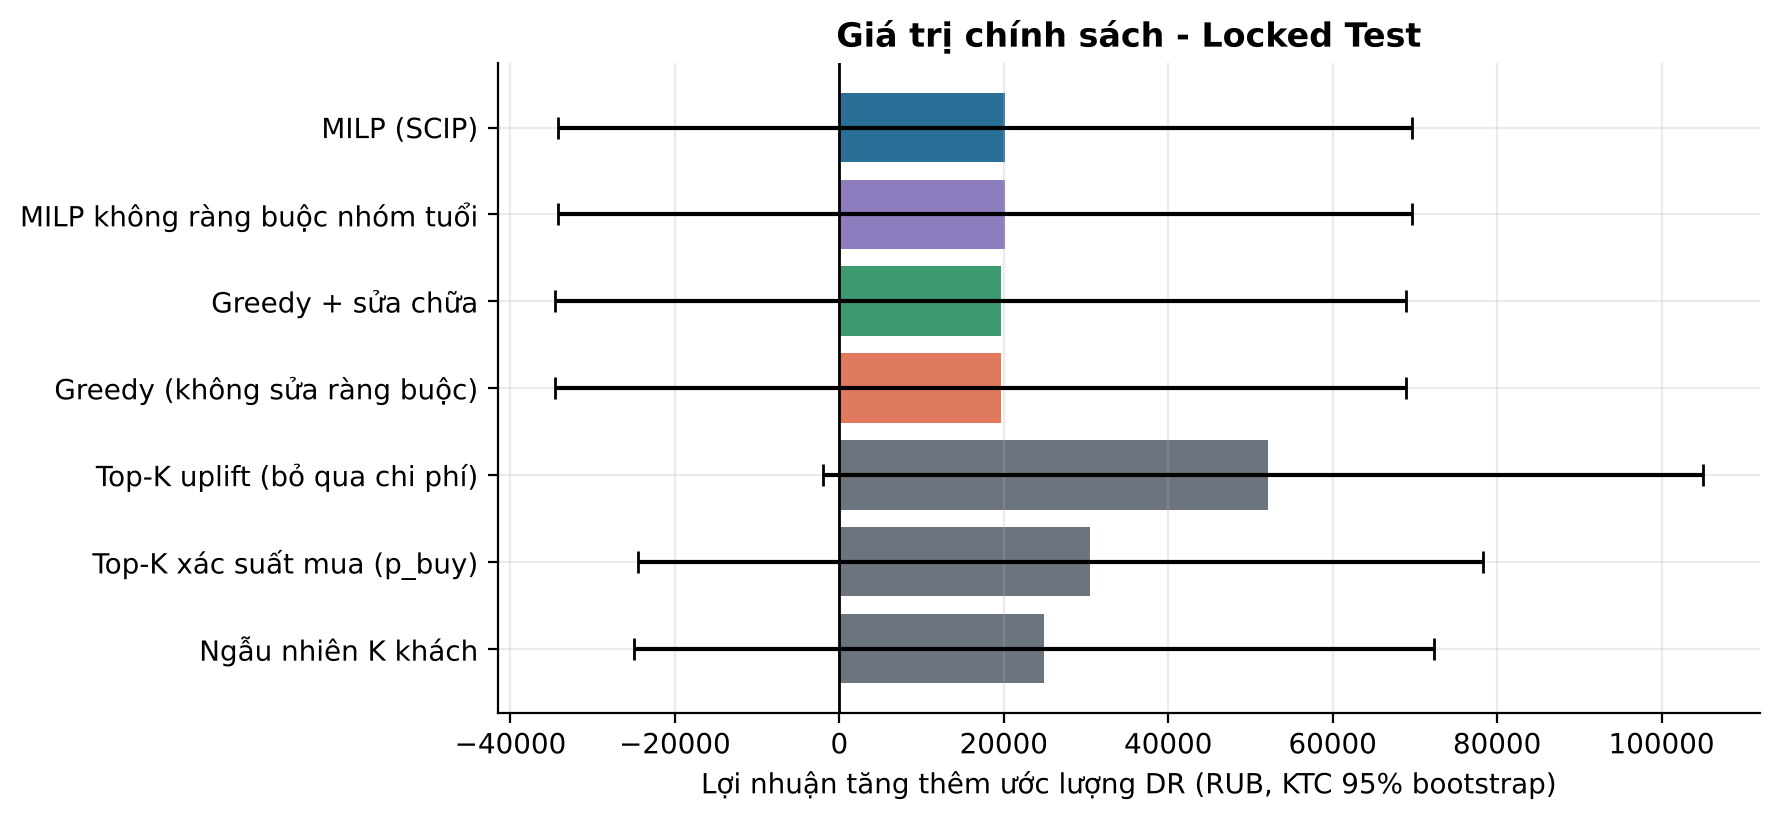 Giá trị chính sách - Locked Test
MILP (SCIP)
MILP không ràng buộc nhóm tuổi
Greedy + sửa chữa
Greedy (không sửa ràng buộc)
Top-K uplift (bỏ qua chi phí)
Top-K xác suất mua (p_buy)
Ngẫu nhiên K khách
−40000 −20000 0 20000 40000 60000 80000 100000
Lợi nhuận tăng thêm ước lượng DR (RUB, KTC 95% bootstrap)